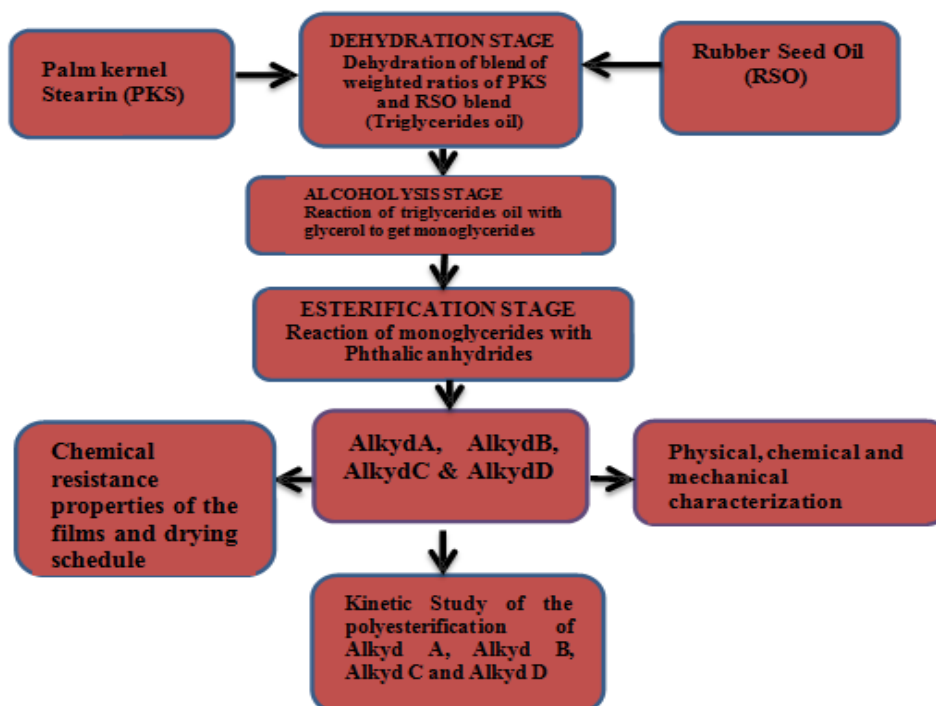 Palm kernel
Stearin (PKS)
DEHYDRATION STAGE
Dehydration of blend of
weighted ratios of PKS
and RSO blend
(Triglycerides oil)
Rubber Seed Oil
(RSO)
ALCOHOLYSIS STAGE
Reaction of triglycerides oil with
glycerol to get monoglycerides
ESTERIFICATION STAGE
Reaction of monoglycerides with
Phthalic anhydrides
Chemical
resistance
properties of the
films and drying
schedule
AlkydA, AlkydB,
AlkydC & AlkydD
Physical, chemical and
mechanical
characterization
Kinetic Study of the
polyesterification of
Alkyd A, Alkyd B,
Alkyd C and Alkyd D